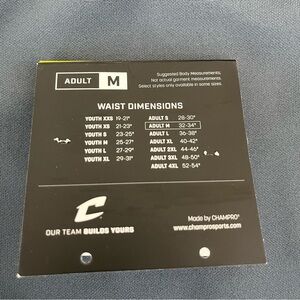 ADULT M
Suggested Body Measurements.
Not actual garment measurements.
Select styles only available in some sizes.
WAIST DIMENSIONS
YOUTH XXS 19-21"
YOUTH XS 21-23"
YOUTH S 23-25"
YOUTH M 25-27"
YOUTH L 27-29"
YOUTH XL 29-31"
ADULT S 28-30"
ADULT M 32-34"
ADULT L 36-38"
ADULT XL 40-42"
ADULT 2XL 44-46"
ADULT 3XL 48-50"
ADULT 4XL 52-54"
C
OUR TEAM BUILDS YOURS
Made by CHAMPRO®
www.champrosports.com